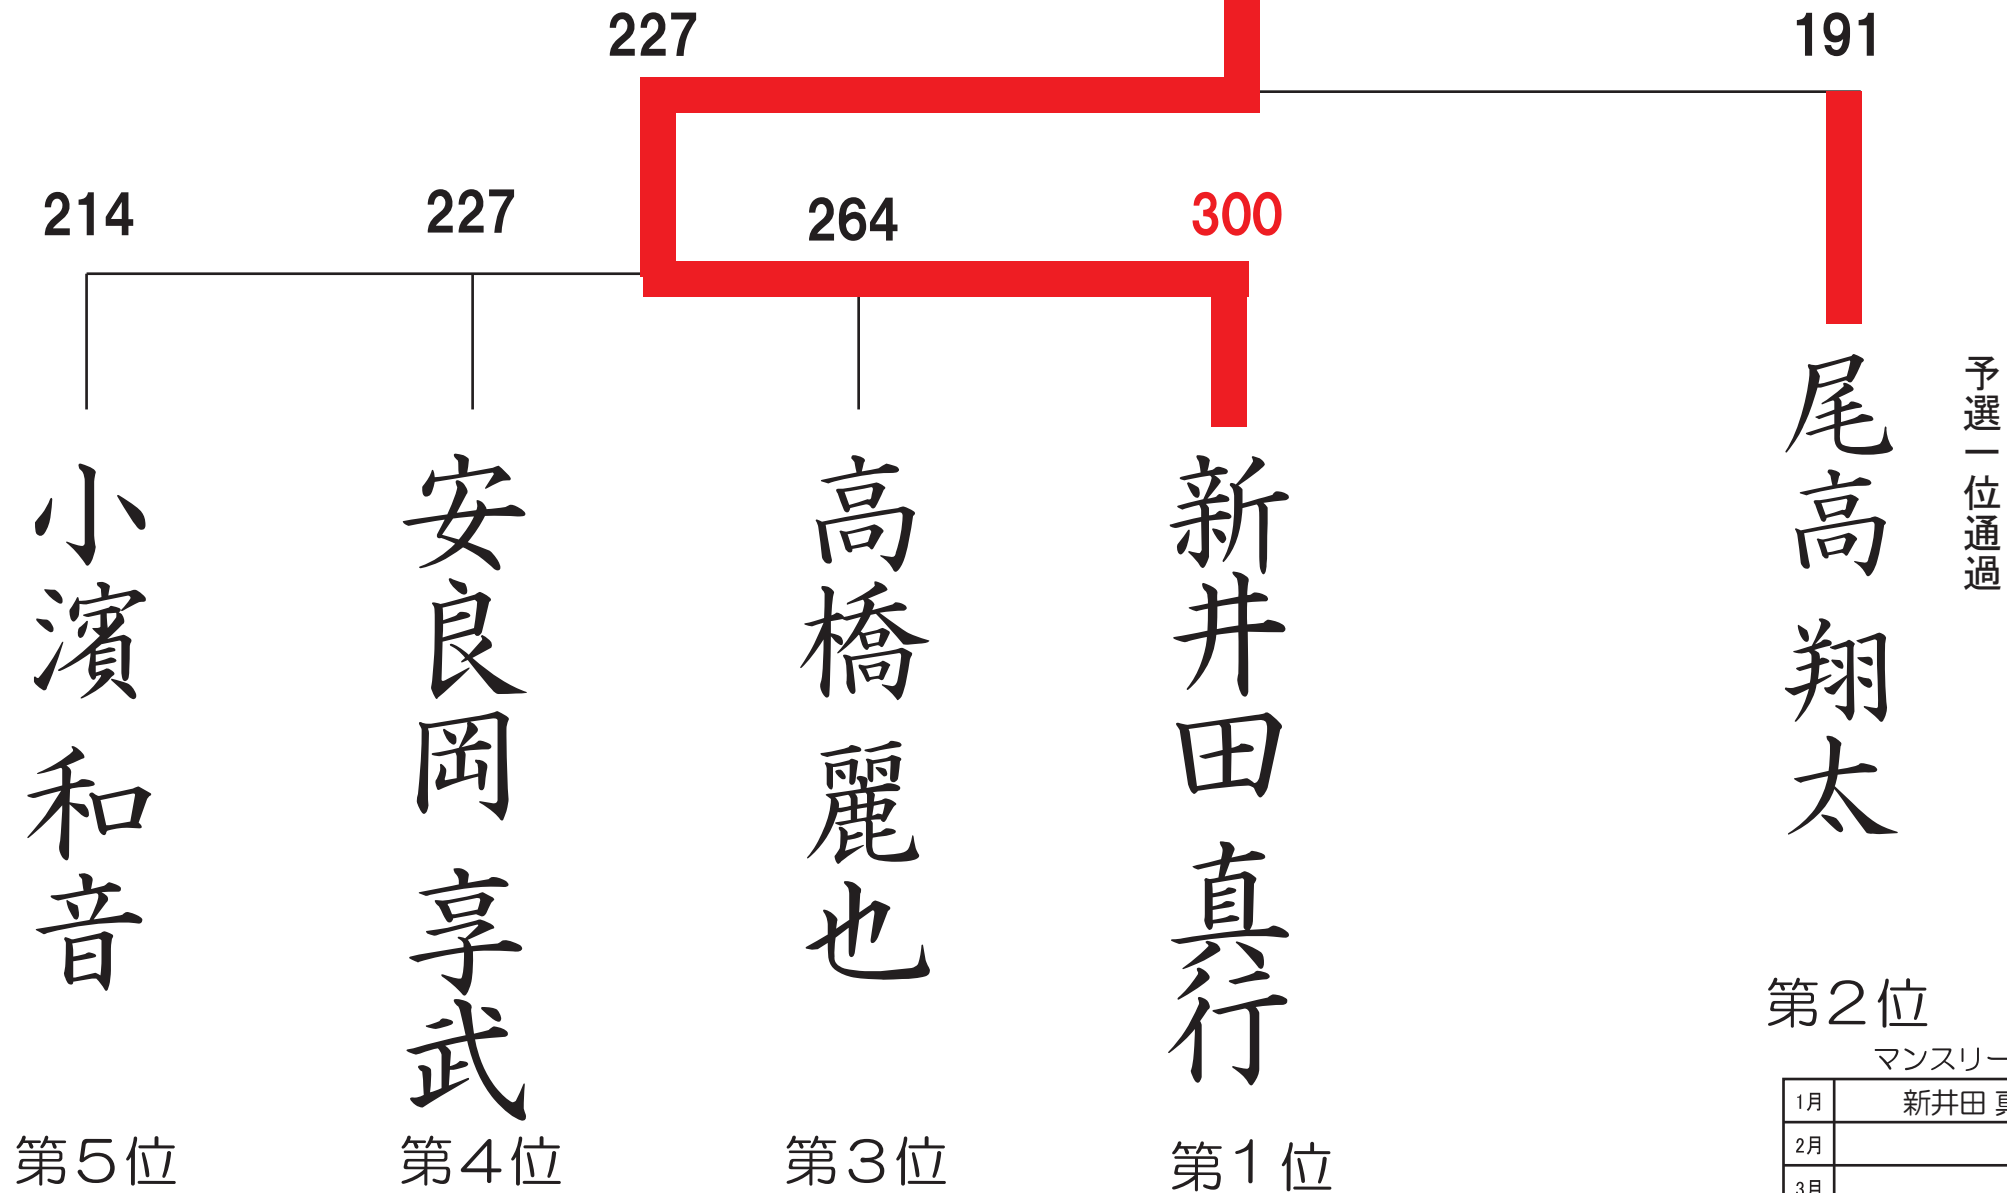 227
191
214
227
264
300
小濱 和音
安良岡 享武
高橋 麗也
新井田 真行
尾高 翔太
予選一位通過
第5位
第4位
第3位
第1位
第2位
マンスリー
1月 新井田
2月
3月